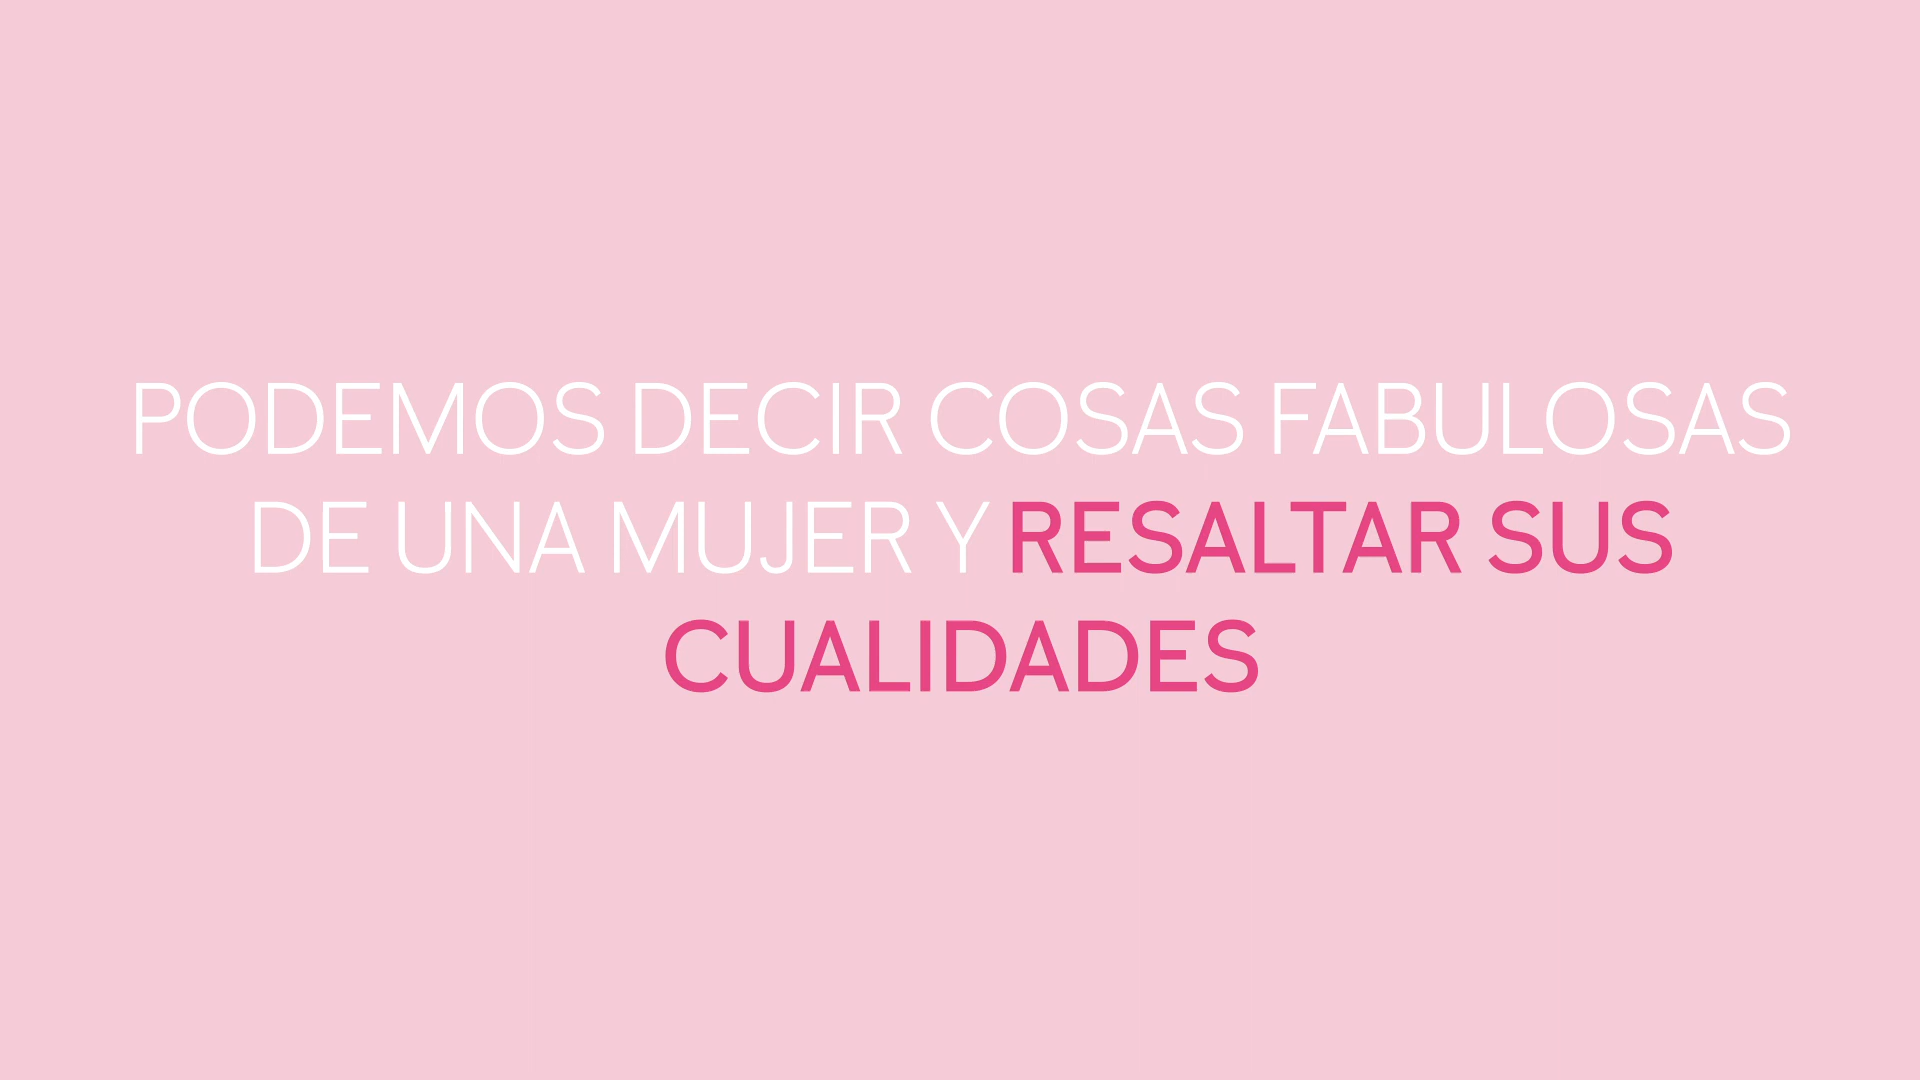 PODEMOS DECIR COSAS FABULOSAS
DE UNA MUJER Y RESALTAR SUS
CUALIDADES